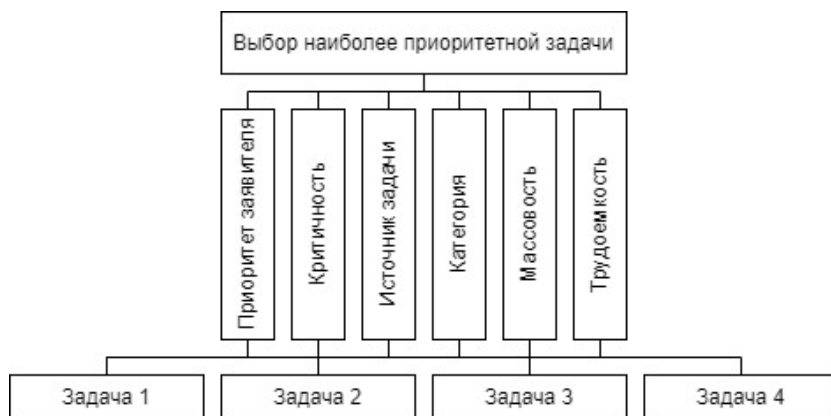 Выбор наиболее приоритетной задачи
Приоритет заявителя
Критичность
Источник задачи
Категория
Массовость
Трудоемкость
Задача 1
Задача 2
Задача 3
Задача 4